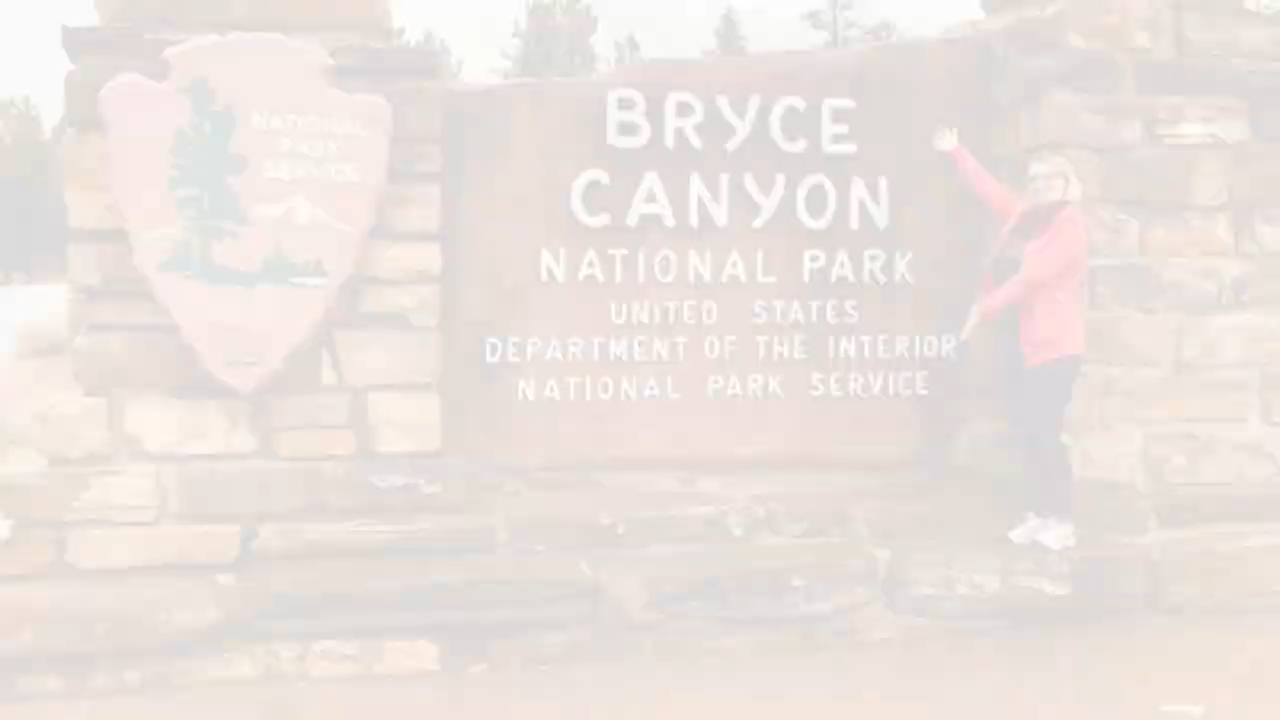 NATIONAL
PARK
SERVICE
BRYCE
CANYON
NATIONAL PARK
UNITED STATES
DEPARTMENT OF THE INTERIOR
NATIONAL PARK SERVICE